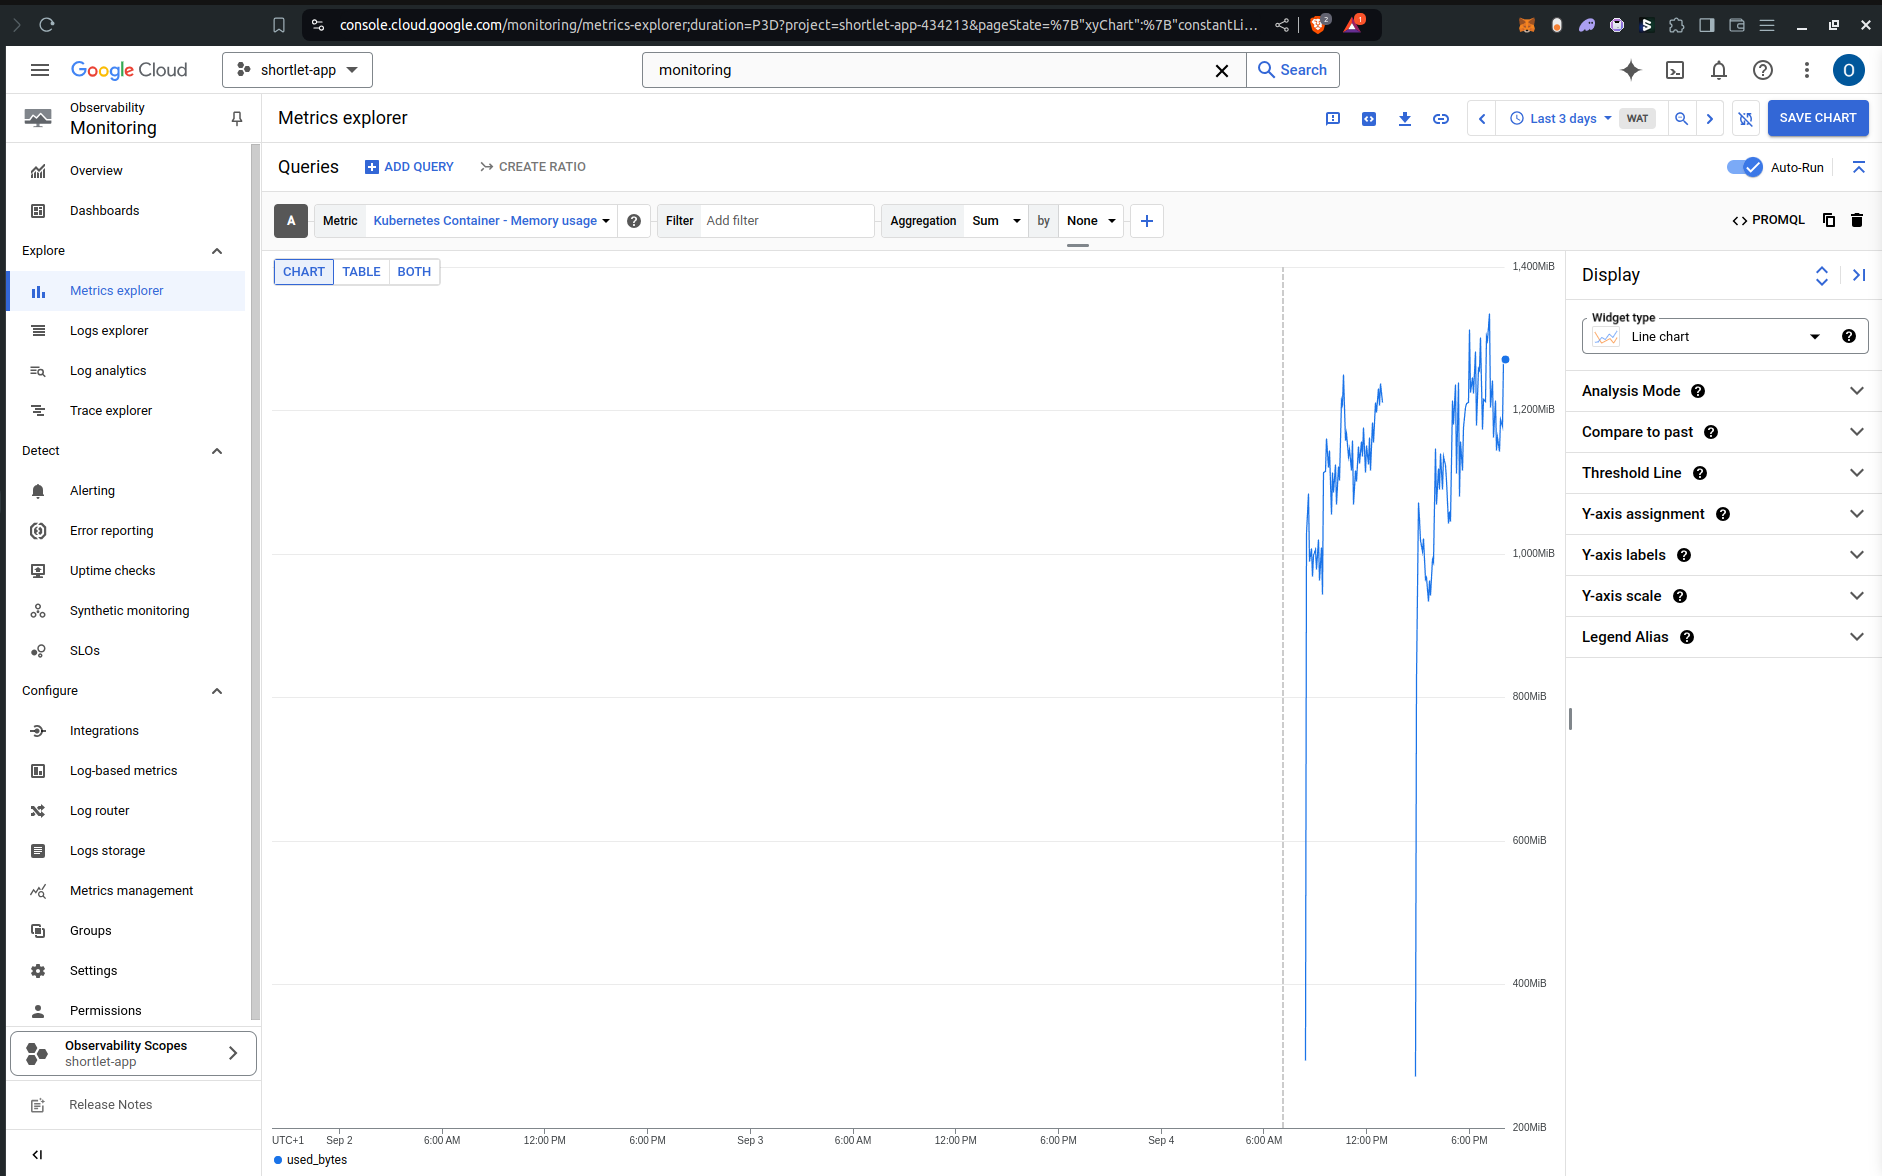 console.cloud.google.com/monitoring/metrics-explorer;duration=P3D?project=shortlet-app-434213&pageState=%7B"xyChart":%7B"constantLi...
2
1
Google Cloud
shortlet-app
monitoring
Search
O
Observability
Monitoring
Metrics explorer
Last 3 days
WAT
SAVE CHART
Queries
ADD QUERY
CREATE RATIO
Auto-Run
A
Metric
Kubernetes Container - Memory usage
Filter
Add filter
Aggregation
Sum
by
None
PROMQL
Overview
Dashboards
Explore
Metrics explorer
Logs explorer
Log analytics
Trace explorer
Detect
Alerting
Error reporting
Uptime checks
Synthetic monitoring
SLOs
Configure
Integrations
Log-based metrics
Log router
Logs storage
Metrics management
Groups
Settings
Permissions
Observability Scopes
shortlet-app
Release Notes
CHART
TABLE
BOTH
1,400MiB
1,200MiB
1,000MiB
800MiB
600MiB
400MiB
200MiB
UTC+1
Sep 2
6:00 AM
12:00 PM
6:00 PM
Sep 3
6:00 AM
12:00 PM
6:00 PM
Sep 4
6:00 AM
12:00 PM
6:00 PM
used_bytes
Display
Widget type
Line chart
Analysis Mode
Compare to past
Threshold Line
Y-axis assignment
Y-axis labels
Y-axis scale
Legend Alias